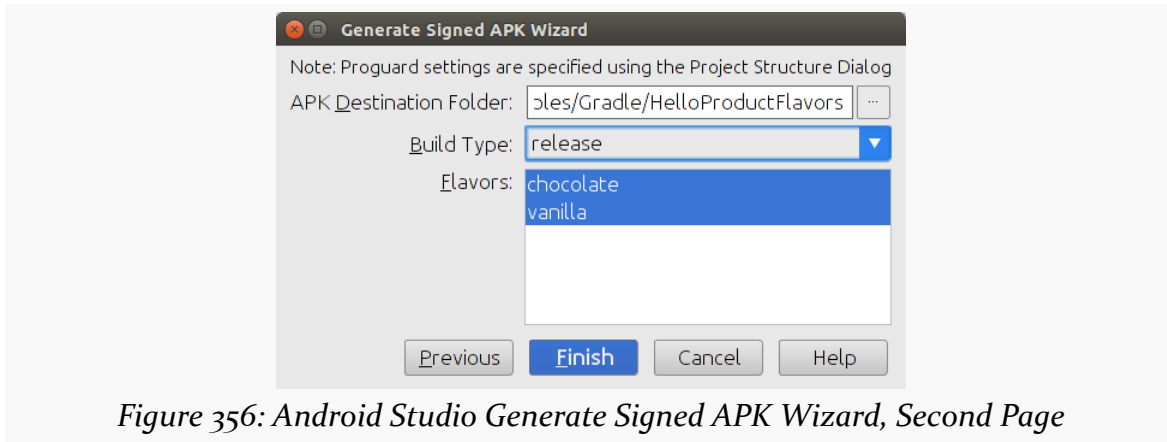 Generate Signed APK Wizard
Note: Proguard settings are specified using the Project Structure Dialog
APK Destination Folder: ples/Gradle/HelloProductFlavors ...
Build Type: release
Flavors: chocolate
vanilla
Previous Finish Cancel Help
Figure 356: Android Studio Generate Signed APK Wizard, Second Page